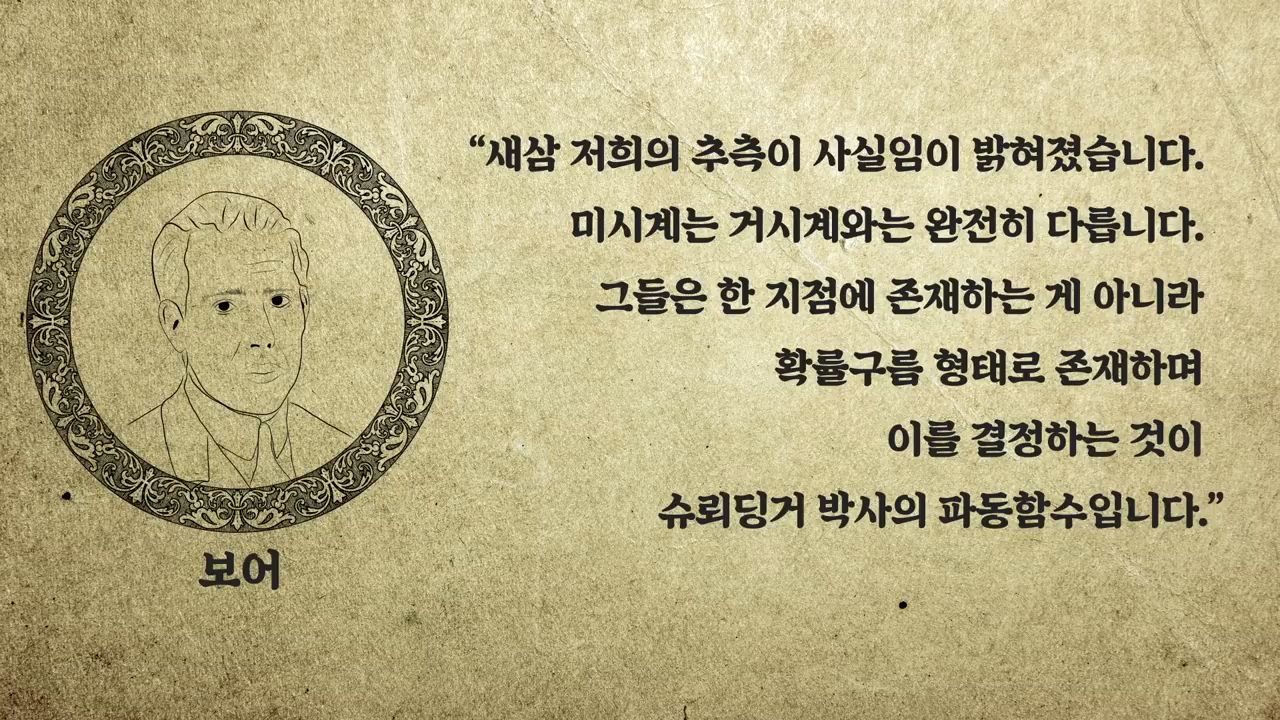 “새삼 저희의 추측이 사실임이 밝혀졌습니다.
미시계는 거시계와는 완전히 다릅니다.
그들은 한 지점에 존재하는 게 아니라
확률구름 형태로 존재하며
이를 결정하는 것이
슈뢰딩거 박사의 파동함수입니다.”
보어